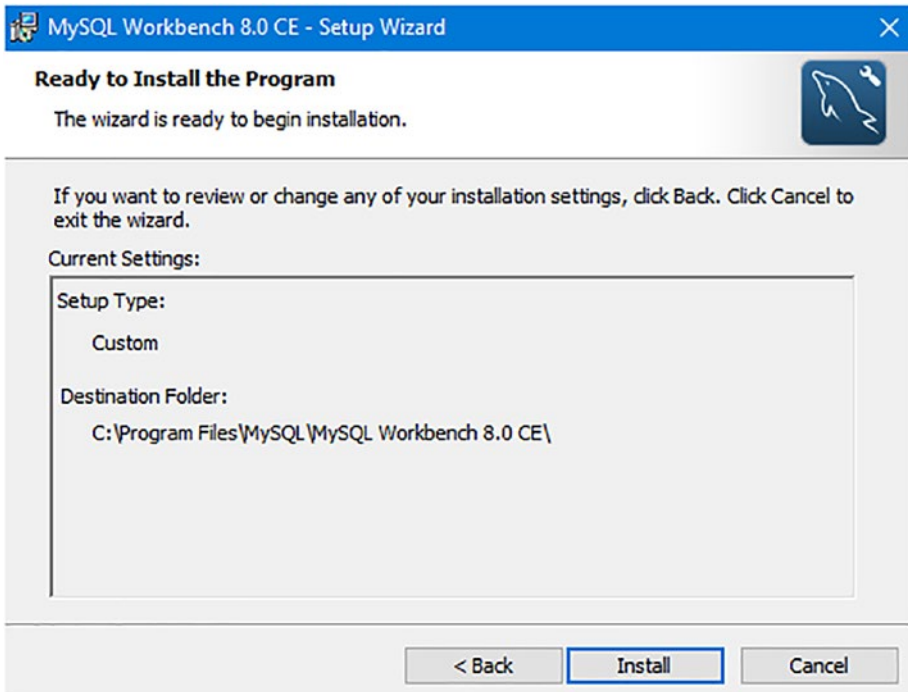 MySQL Workbench 8.0 CE - Setup Wizard
Ready to Install the Program
The wizard is ready to begin installation.
If you want to review or change any of your installation settings, click Back. Click Cancel to
exit the wizard.
Current Settings:
Setup Type:
Custom
Destination Folder:
C:\Program Files\MySQL\MySQL Workbench 8.0 CE\
< Back
Install
Cancel